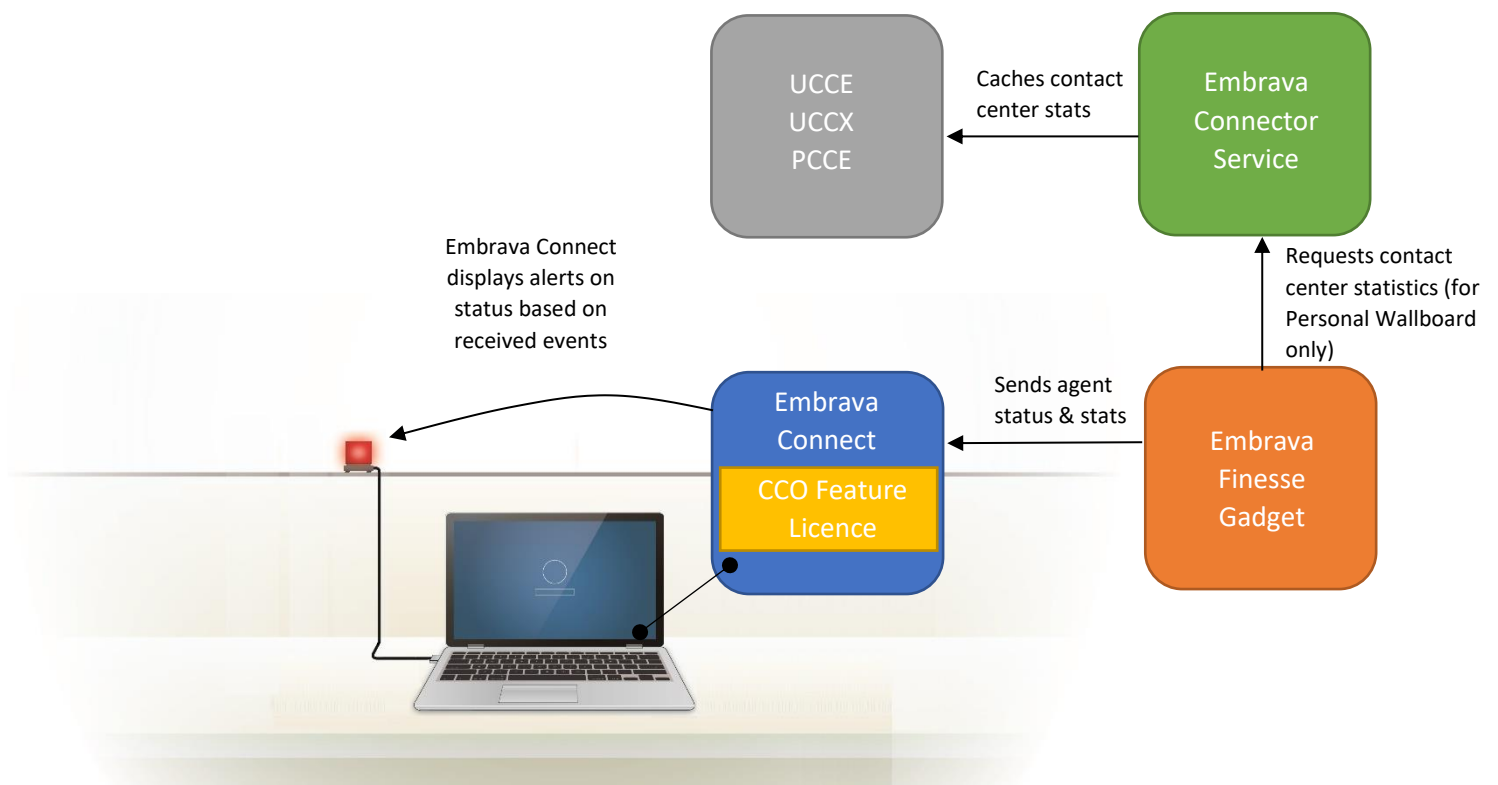 UCCE
UCCX
PCCE
Caches contact
center stats
Embrava
Connector
Service
Embrava Connect
displays alerts on
status based on
received events
Requests contact
center statistics (for
Personal Wallboard
only)
Embrava
Connect
CCO Feature
Licence
Sends agent
status & stats
Embrava
Finesse
Gadget